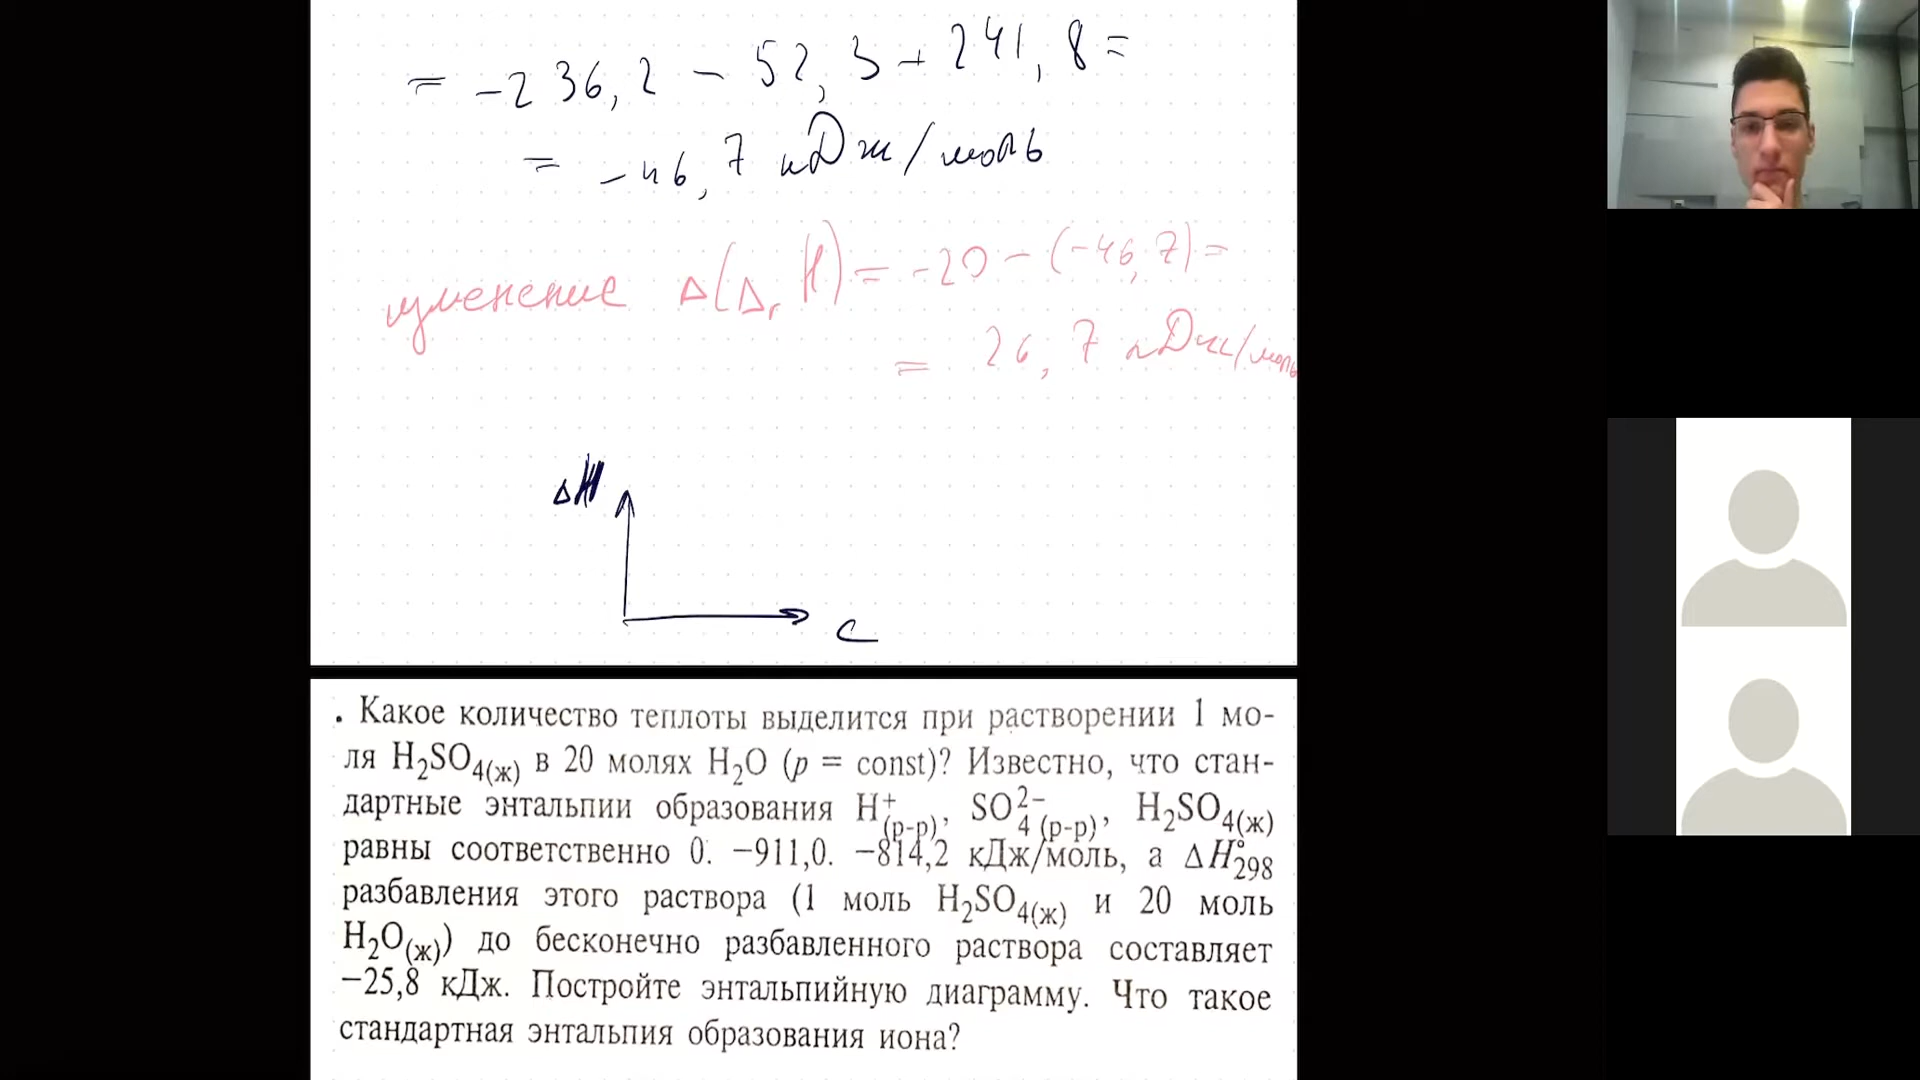 = -236,2 - 52,3 + 241,8 =
= -46,7 кДж/моль
изменение Δ(ΔᵣH) = -20 - (-46,7) =
= 26,7 кДж/моль
ΔH
C
. Какое количество теплоты выделится при растворении 1 мо-
ля H₂SO₄(ж) в 20 молях H₂O (p = const)? Известно, что стан-
дартные энтальпии образования H⁺(р-р), SO₄²⁻(р-р), H₂SO₄(ж)
равны соответственно 0. −911,0. −814,2 кДж/моль, а ΔH°₂₉₈
разбавления этого раствора (1 моль H₂SO₄(ж) и 20 моль
H₂O(ж)) до бесконечно разбавленного раствора составляет
−25,8 кДж. Постройте энтальпийную диаграмму. Что такое
стандартная энтальпия образования иона?